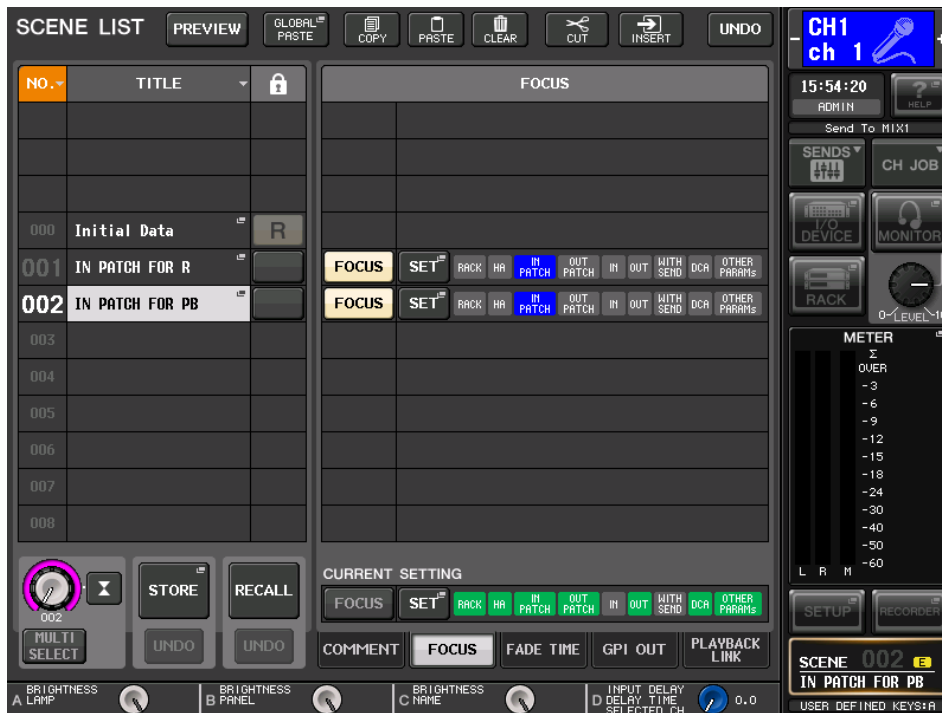 SCENE LIST PREVIEW GLOBAL PASTE COPY PASTE CLEAR CUT INSERT UNDO
NO. TITLE FOCUS
000 Initial Data R
001 IN PATCH FOR R FOCUS SET RACK HA IN PATCH OUT PATCH IN OUT WITH SEND DCA OTHER PARAMs
002 IN PATCH FOR PB FOCUS SET RACK HA IN PATCH OUT PATCH IN OUT WITH SEND DCA OTHER PARAMs
003
004
005
006
007
008
002
MULTI SELECT
STORE
UNDO
RECALL
UNDO
CURRENT SETTING
FOCUS SET RACK HA IN PATCH OUT PATCH IN OUT WITH SEND DCA OTHER PARAMs
COMMENT FOCUS FADE TIME GPI OUT PLAYBACK LINK
A BRIGHTNESS LAMP
B BRIGHTNESS PANEL
C BRIGHTNESS NAME
D INPUT DELAY DELAY TIME SELECTED CH 0.0
- CH1
ch 1
15:54:20
ADMIN
? HELP
Send To MIX1
SENDS CH JOB
I/O DEVICE MONITOR
RACK 0 LEVEL 10
METER
Σ
OVER
-3
-6
-9
-12
-15
-18
-24
-30
-40
-50
-60
L R M
SETUP RECORDER
SCENE 002 E
IN PATCH FOR PB
USER DEFINED KEYS:A